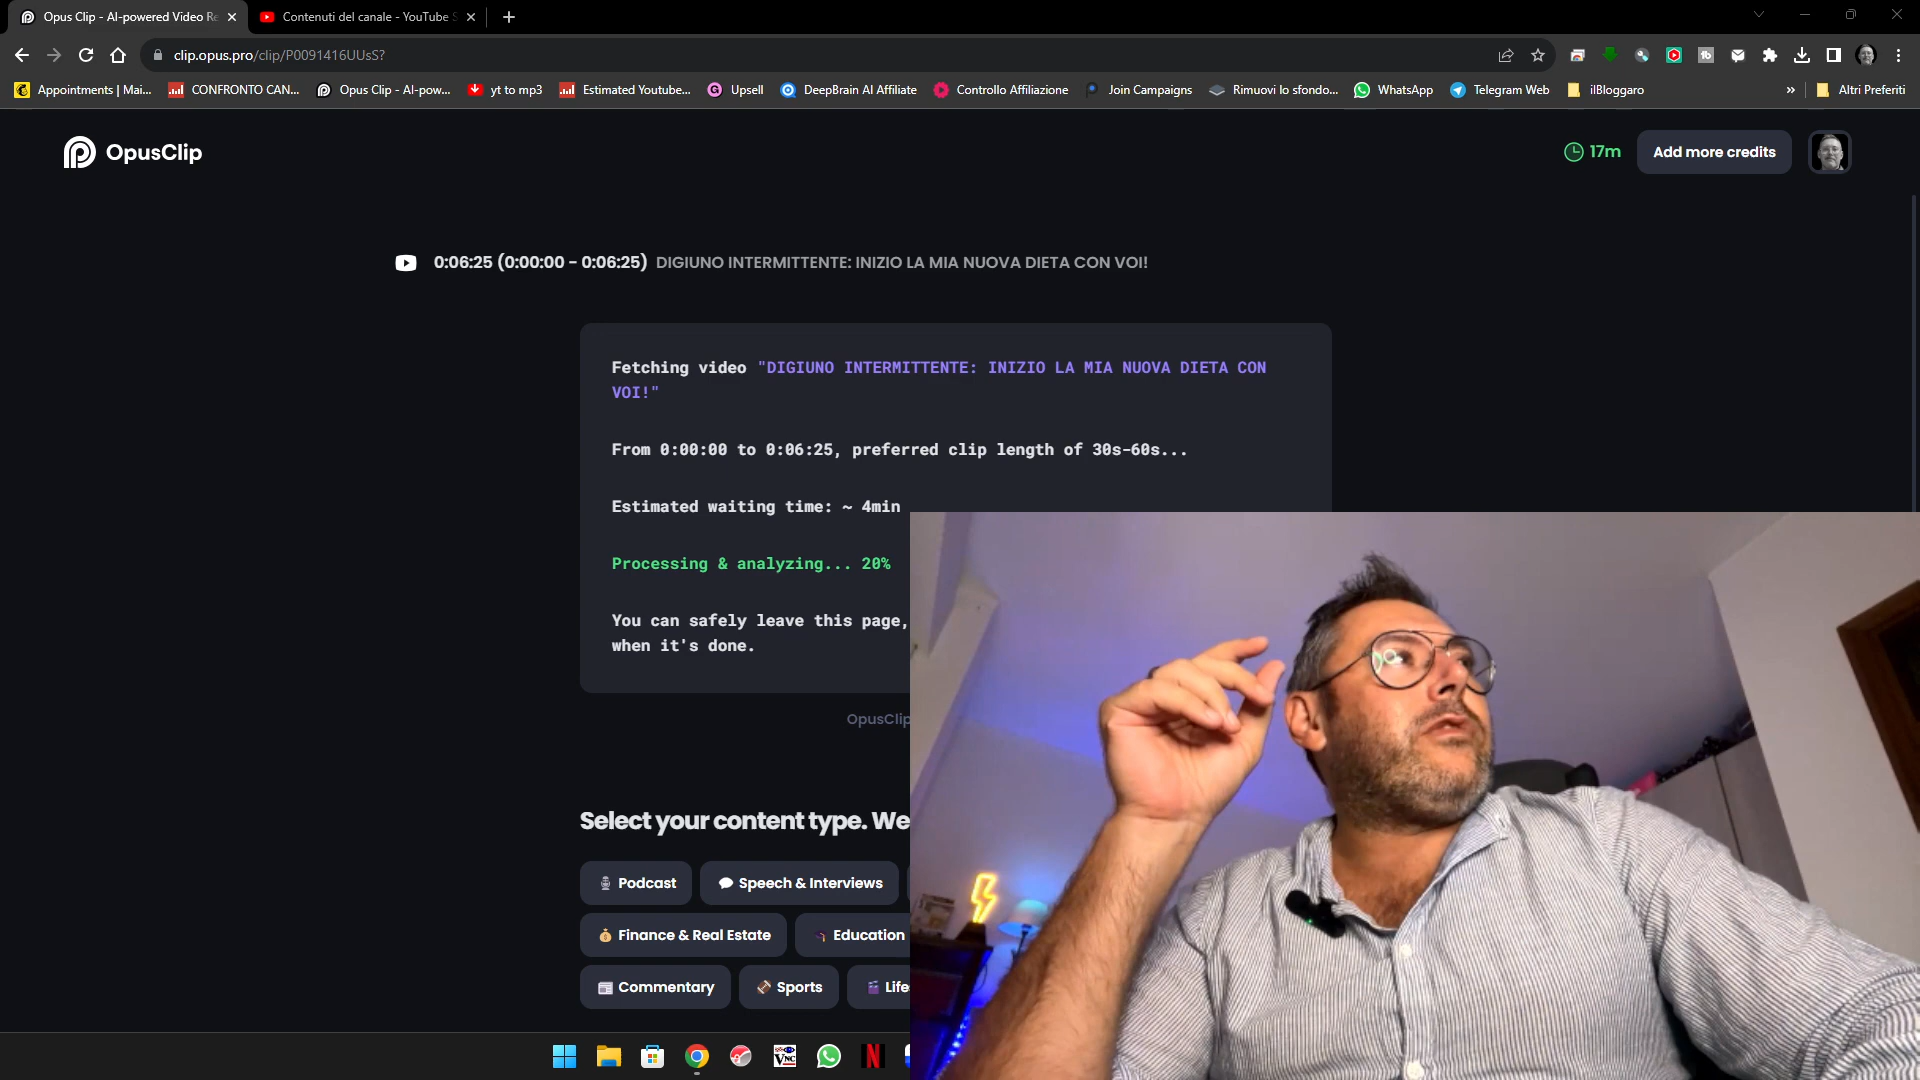 Opus Clip - AI-powered Video Re
Contenuti del canale - YouTube S
clip.opus.pro/clip/P0091416UUsS?
Appointments | Mai...
CONFRONTO CAN...
Opus Clip - AI-pow...
yt to mp3
Estimated Youtube...
Upsell
DeepBrain AI Affiliate
Controllo Affiliazione
Join Campaigns
Rimuovi lo sfondo...
WhatsApp
Telegram Web
ilBloggaro
»
Altri Preferiti
OpusClip
17m
Add more credits
0:06:25 (0:00:00 - 0:06:25) DIGIUNO INTERMITTENTE: INIZIO LA MIA NUOVA DIETA CON VOI!
Fetching video "DIGIUNO INTERMITTENTE: INIZIO LA MIA NUOVA DIETA CON
VOI!"
From 0:00:00 to 0:06:25, preferred clip length of 30s-60s...
Estimated waiting time: ~ 4min
Processing & analyzing... 20%
You can safely leave this page,
when it's done.
OpusClip
Select your content type. We
Podcast
Speech & Interviews
Finance & Real Estate
Education
Commentary
Sports
Life
VNC
N